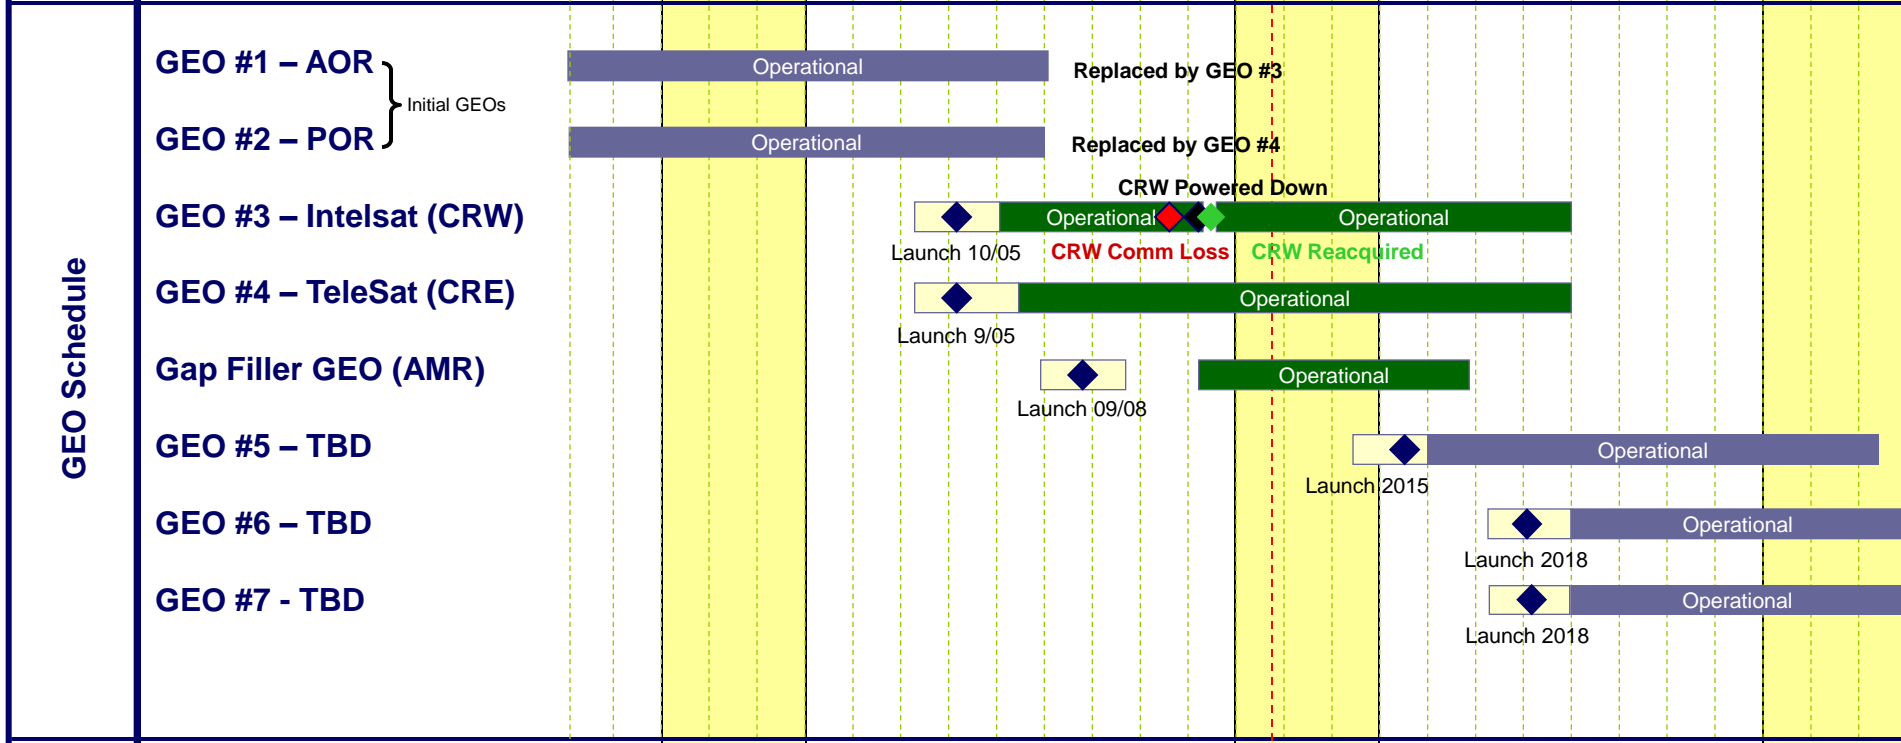 GEO Schedule
GEO #1 – AOR
Operational
Replaced by GEO #3
Initial GEOs
GEO #2 – POR
Operational
Replaced by GEO #4
CRW Powered Down
GEO #3 – Intelsat (CRW)
Operational
Operational
Launch 10/05
CRW Comm Loss
CRW Reacquired
GEO #4 – TeleSat (CRE)
Operational
Launch 9/05
Gap Filler GEO (AMR)
Operational
Launch 09/08
GEO #5 – TBD
Operational
Launch 2015
GEO #6 – TBD
Operational
Launch 2018
GEO #7 - TBD
Operational
Launch 2018